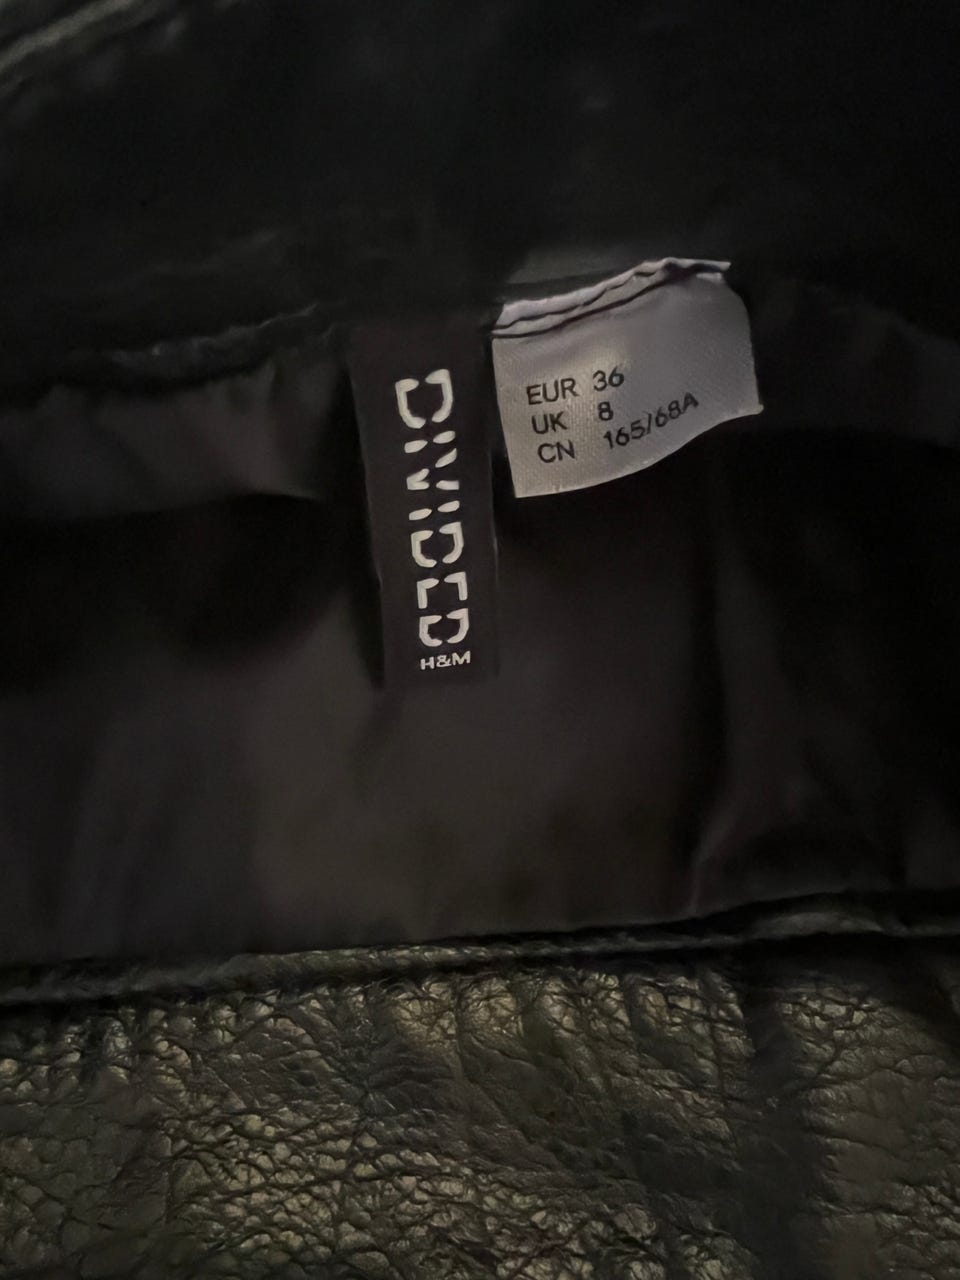 DIVIDED
H&M
EUR 36
UK 8
CN 165/68A